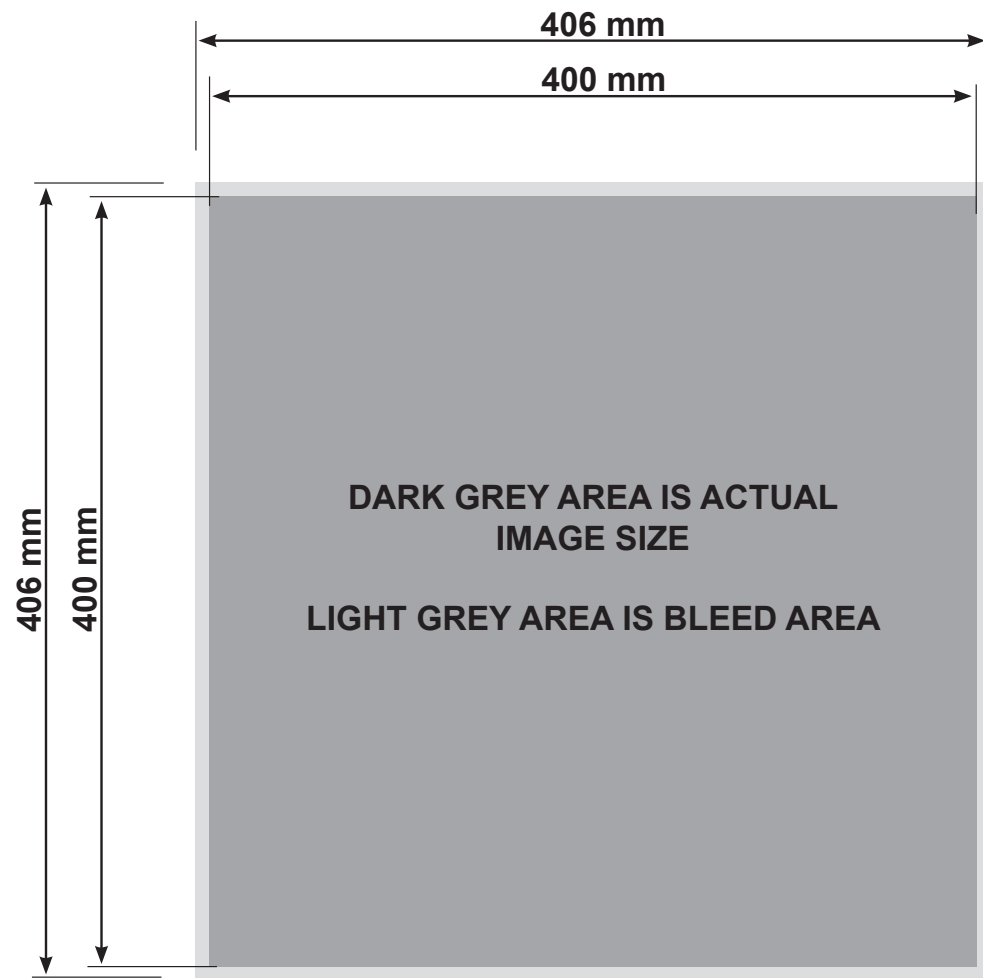 406 mm
400 mm
406 mm
400 mm
DARK GREY AREA IS ACTUAL
IMAGE SIZE
LIGHT GREY AREA IS BLEED AREA